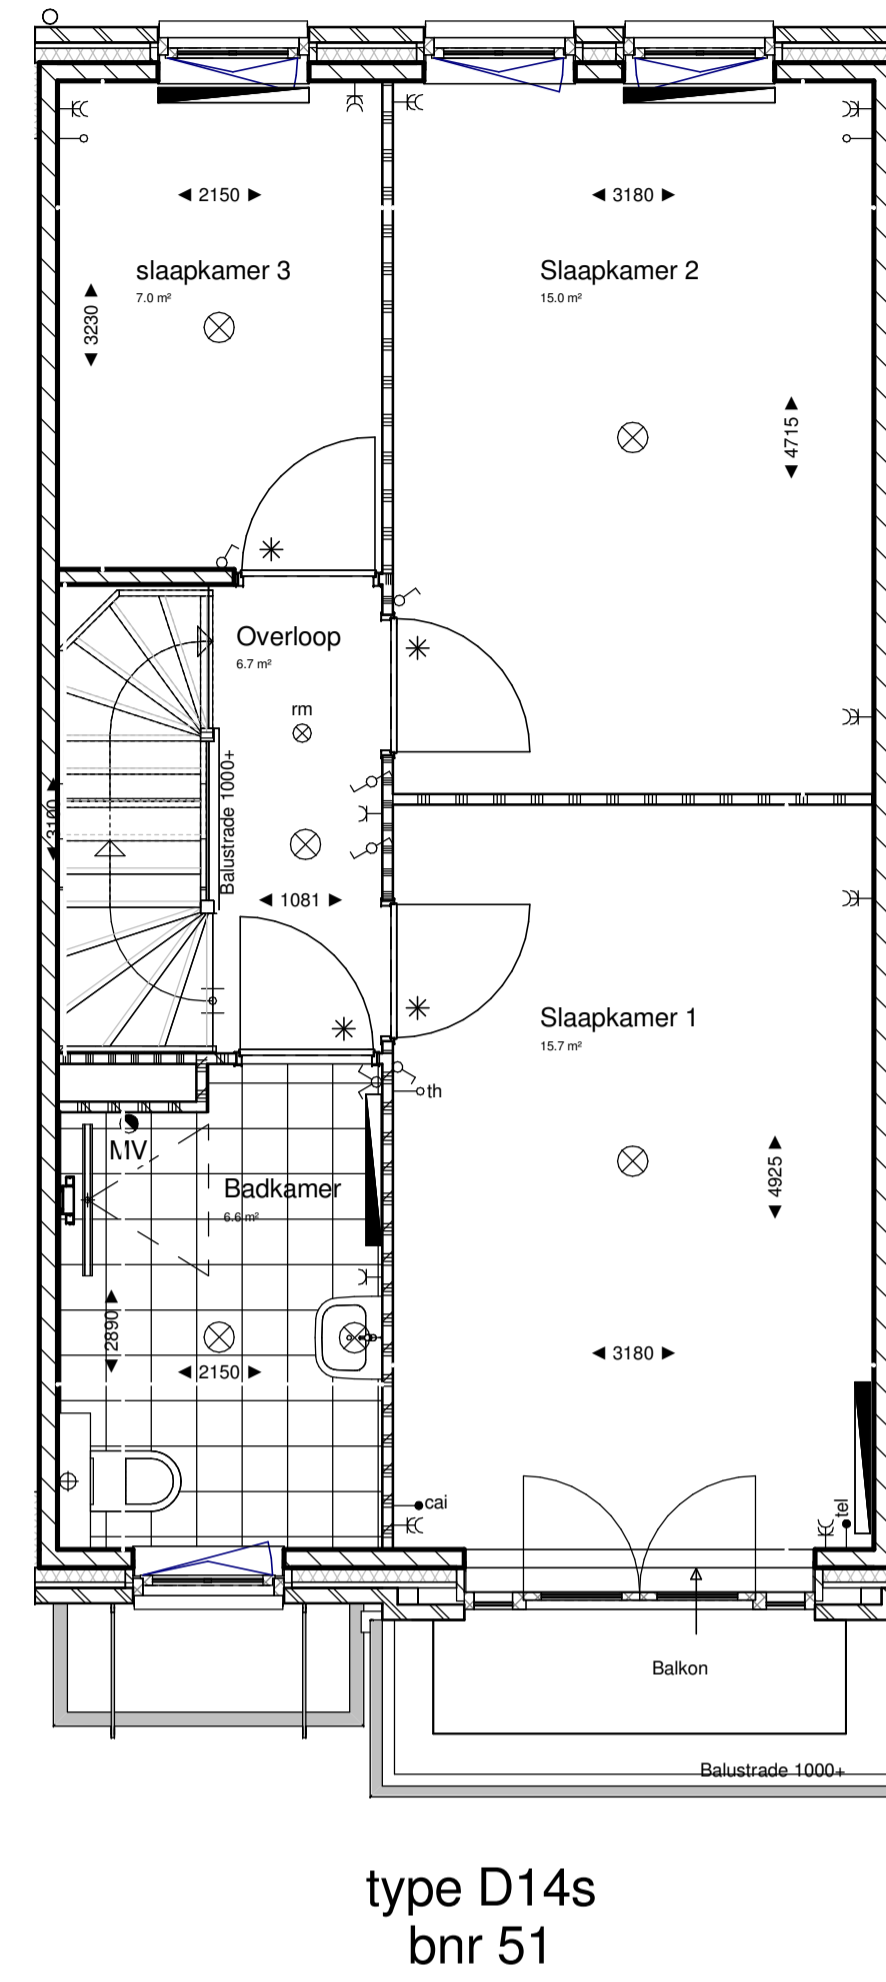 2150
3180
slaapkamer 3
7.0 m²
Slaapkamer 2
15.0 m²
3230
4715
Overloop
6.7 m²
rm
Balustrade 1000+
3100
1081
Slaapkamer 1
15.7 m²
th
MV
Badkamer
6.6 m²
4925
2890
2150
3180
cai
tel
Balkon
Balustrade 1000+
type D14s
bnr 51